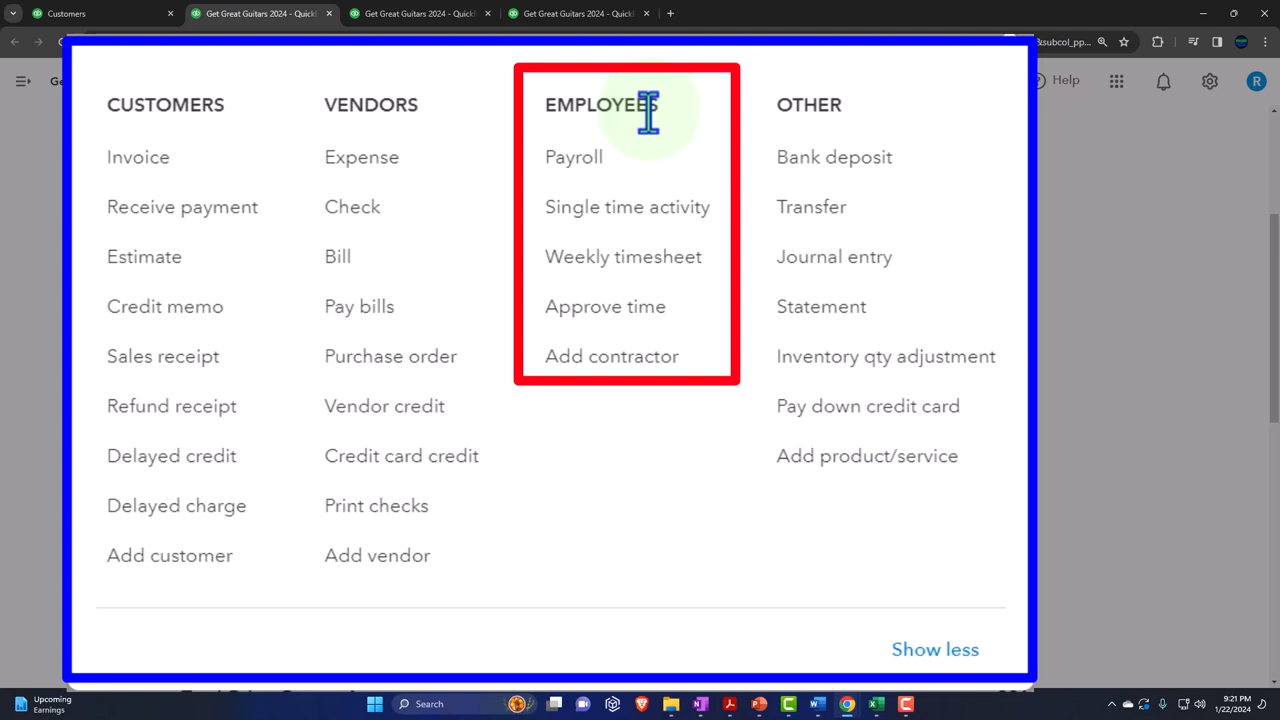 Customers
Get Great Guitars 2024 - Quick
Get Great Guitars 2024 - Quick
Get Great Guitars 2024 - Quick
Help
R
CUSTOMERS
Invoice
Receive payment
Estimate
Credit memo
Sales receipt
Refund receipt
Delayed credit
Delayed charge
Add customer
VENDORS
Expense
Check
Bill
Pay bills
Purchase order
Vendor credit
Credit card credit
Print checks
Add vendor
EMPLOYEES
Payroll
Single time activity
Weekly timesheet
Approve time
Add contractor
OTHER
Bank deposit
Transfer
Journal entry
Statement
Inventory qty adjustment
Pay down credit card
Add product/service
Show less
Upcoming
Earnings
Search
9:21 PM
1/22/2024